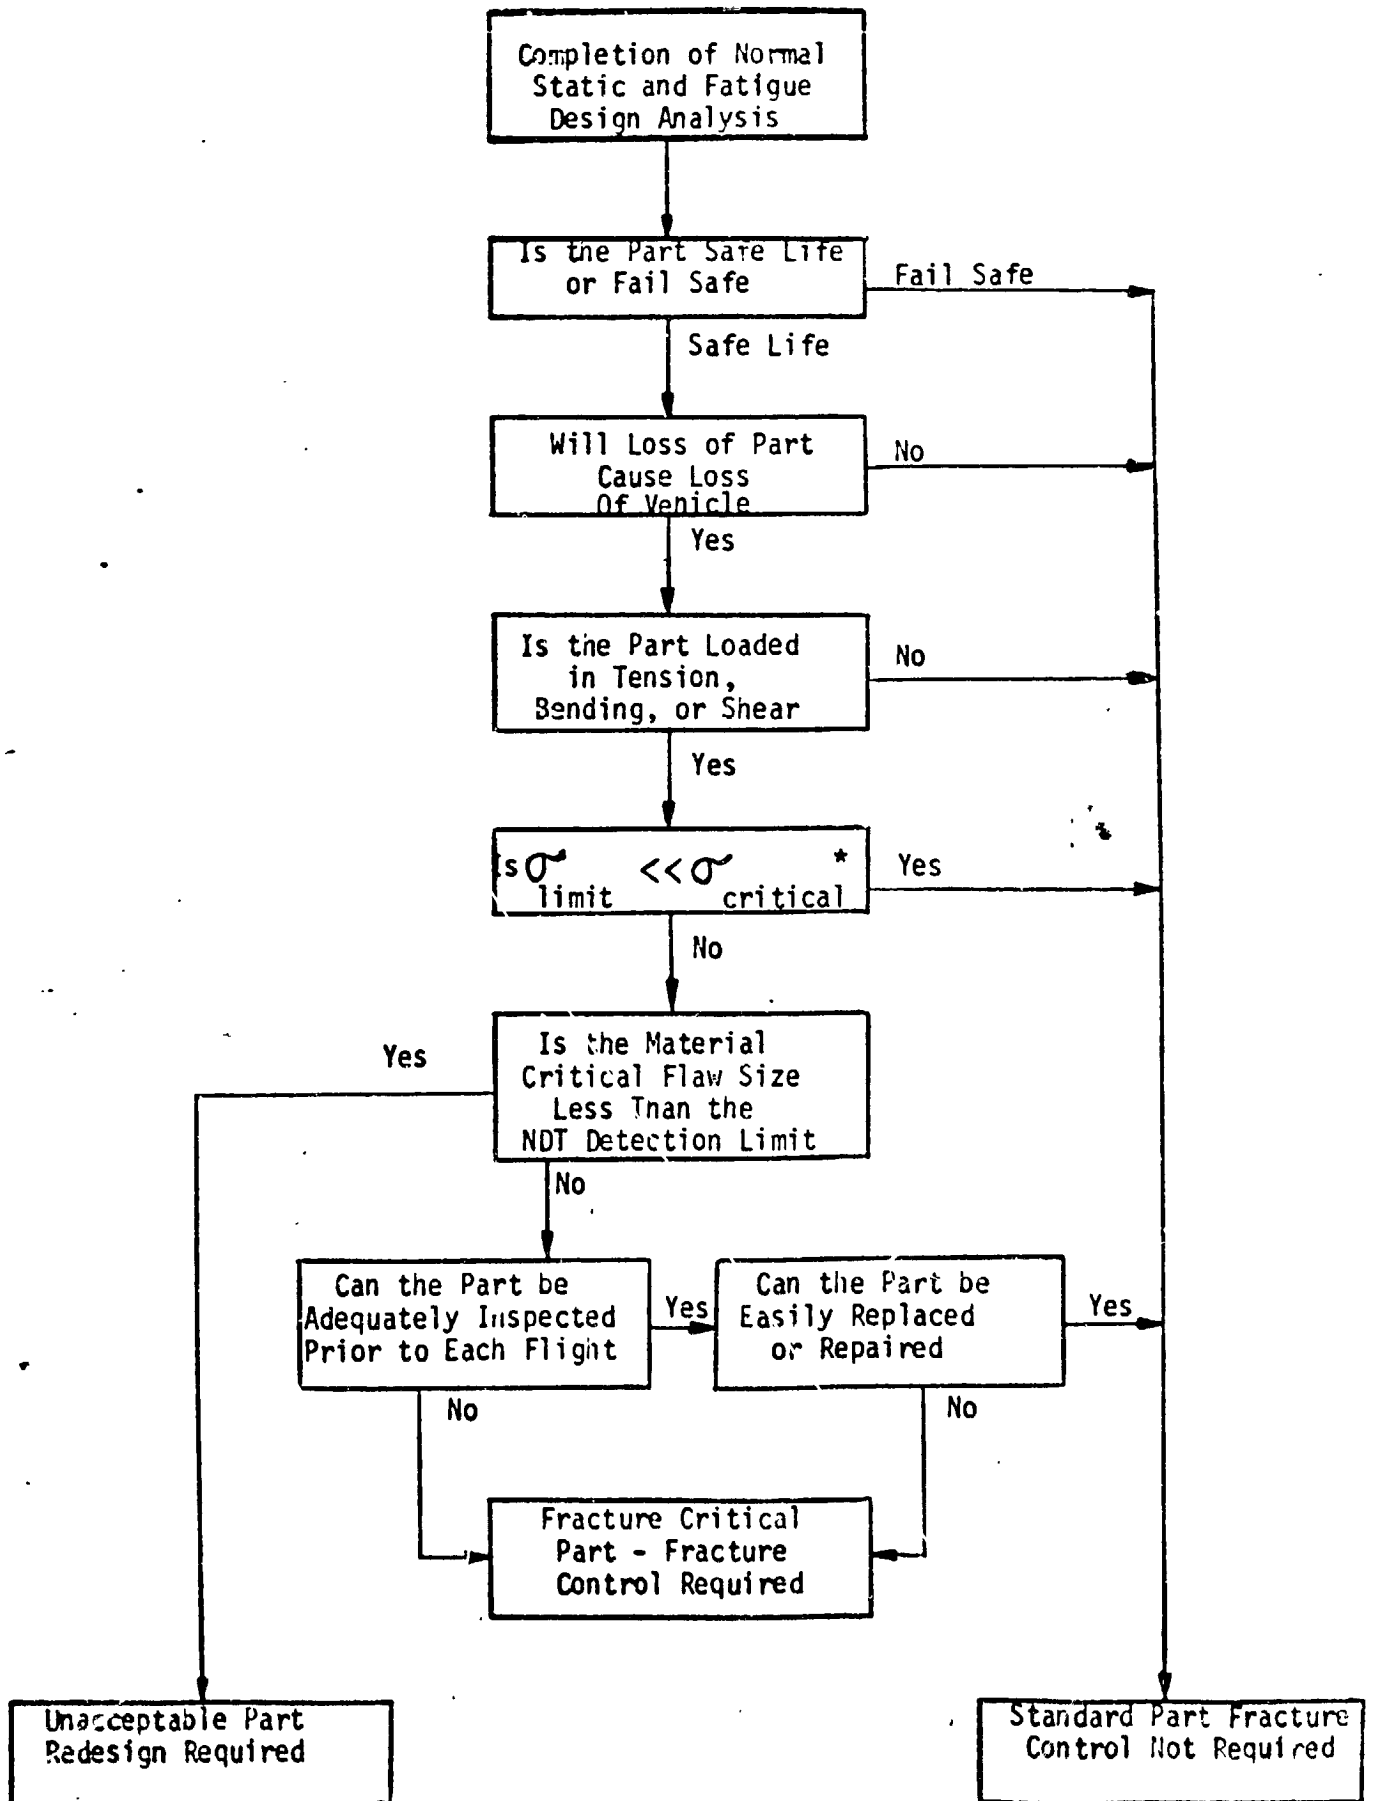 Completion of Normal
Static and Fatigue
Design Analysis
Is the Part Safe Life
or Fail Safe
Fail Safe
Safe Life
Will Loss of Part
Cause Loss
Of Vehicle
No
Yes
Is the Part Loaded
in Tension,
Bending, or Shear
No
Yes
Is σ limit << σ critical *
Yes
No
Is the Material
Critical Flaw Size
Less Than the
NDT Detection Limit
Yes
No
Can the Part be
Adequately Inspected
Prior to Each Flight
Yes
Can the Part be
Easily Replaced
or Repaired
Yes
No
No
Fracture Critical
Part - Fracture
Control Required
Unacceptable Part
Redesign Required
Standard Part Fracture
Control Not Required